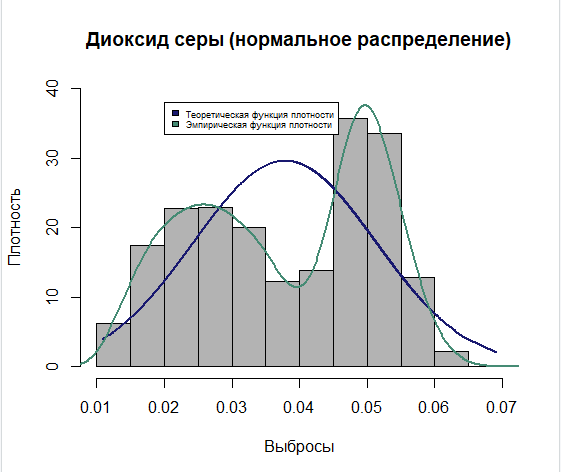 Диоксид серы (нормальное распределение)
Теоретическая функция плотности
Эмпирическая функция плотности
Плотность
40
30
20
10
0
0.01 0.02 0.03 0.04 0.05 0.06 0.07
Выбросы